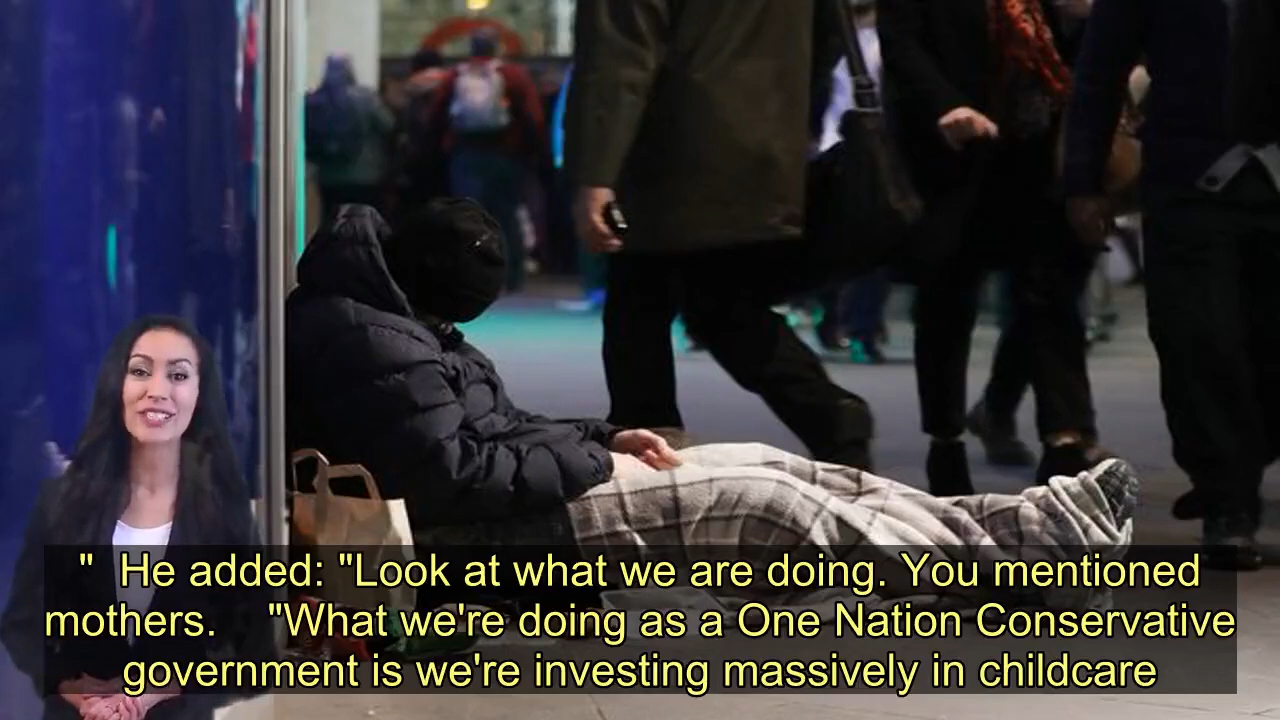 " He added: "Look at what we are doing. You mentioned
mothers. "What we're doing as a One Nation Conservative
government is we're investing massively in childcare